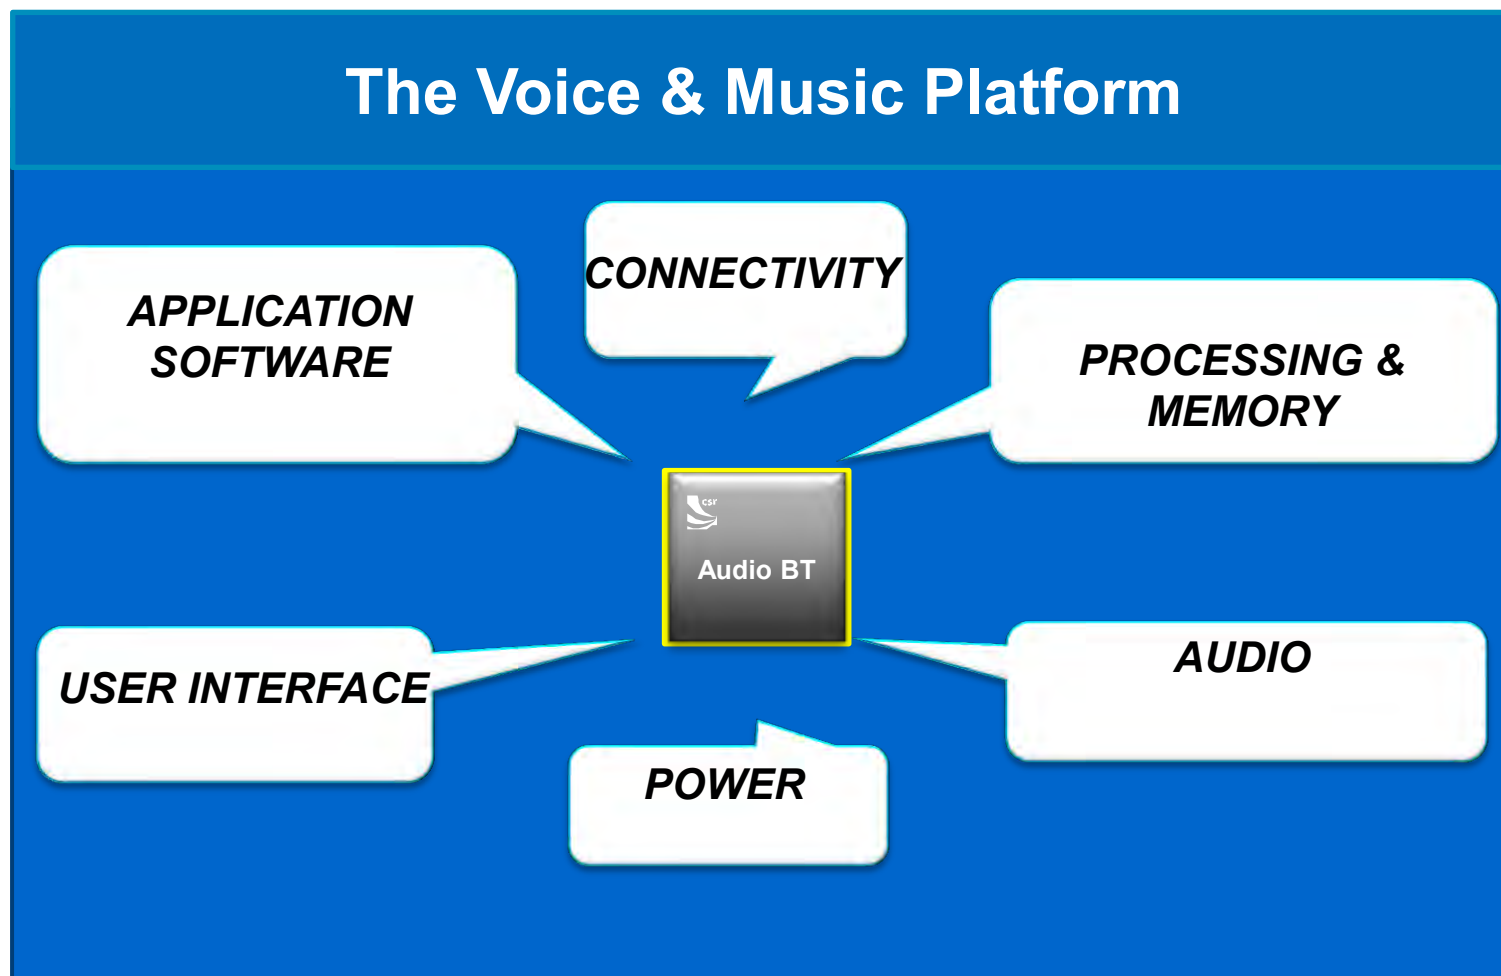 The Voice & Music Platform
CONNECTIVITY
APPLICATION
SOFTWARE
PROCESSING &
MEMORY
csr
Audio BT
USER INTERFACE
AUDIO
POWER